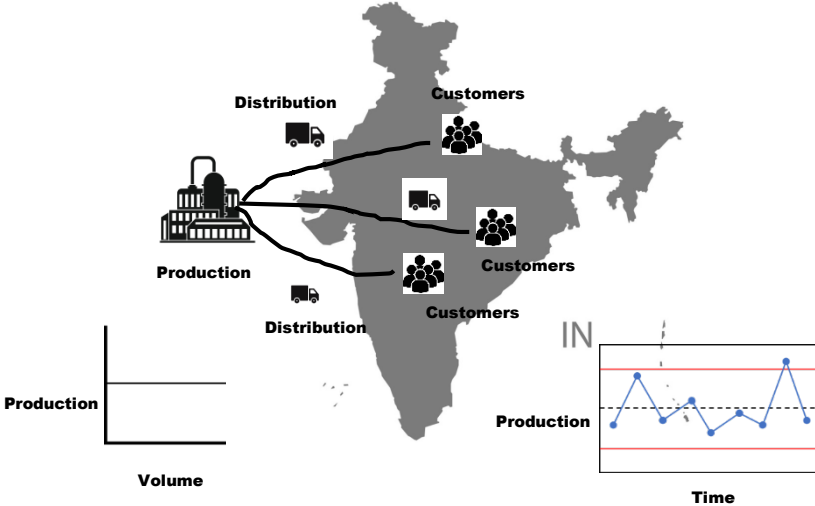 Customers
Distribution
Customers
Production
Distribution
Customers
IN
Production
Production
Volume
Time